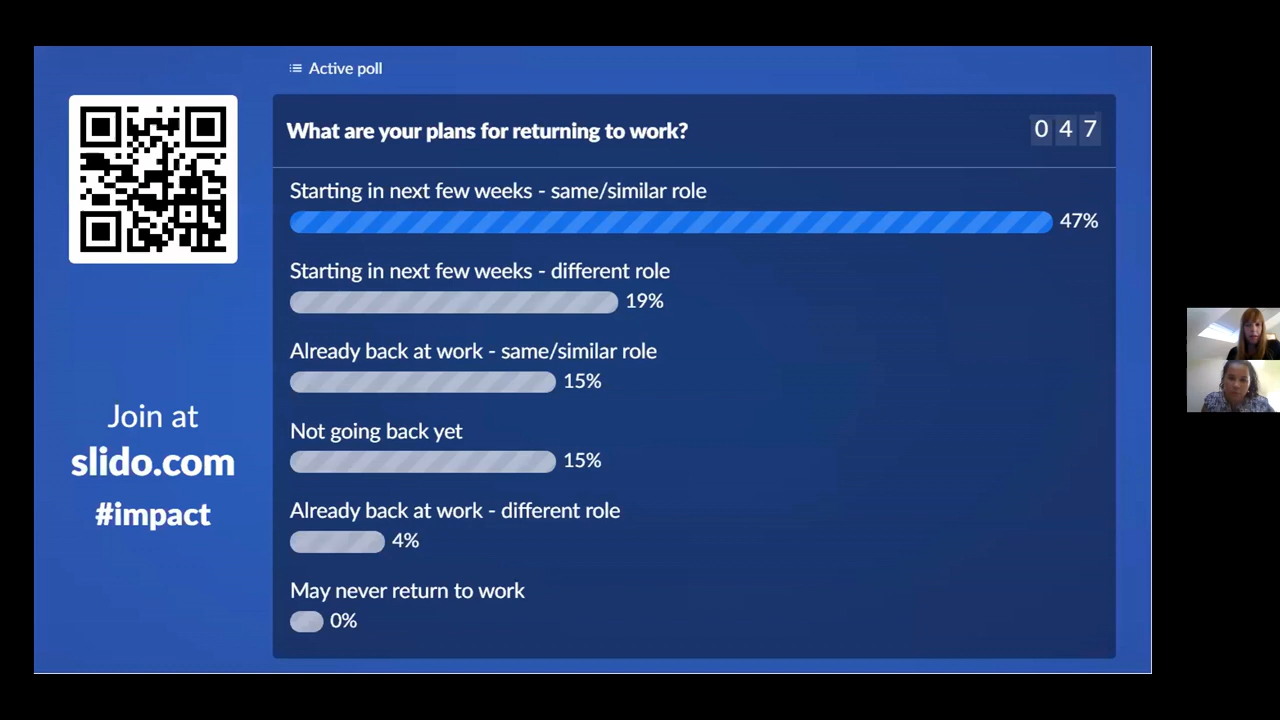 Active poll
What are your plans for returning to work?
0 4 7
Starting in next few weeks - same/similar role
47%
Starting in next few weeks - different role
19%
Already back at work - same/similar role
15%
Not going back yet
15%
Already back at work - different role
4%
May never return to work
0%
Join at
slido.com
#impact